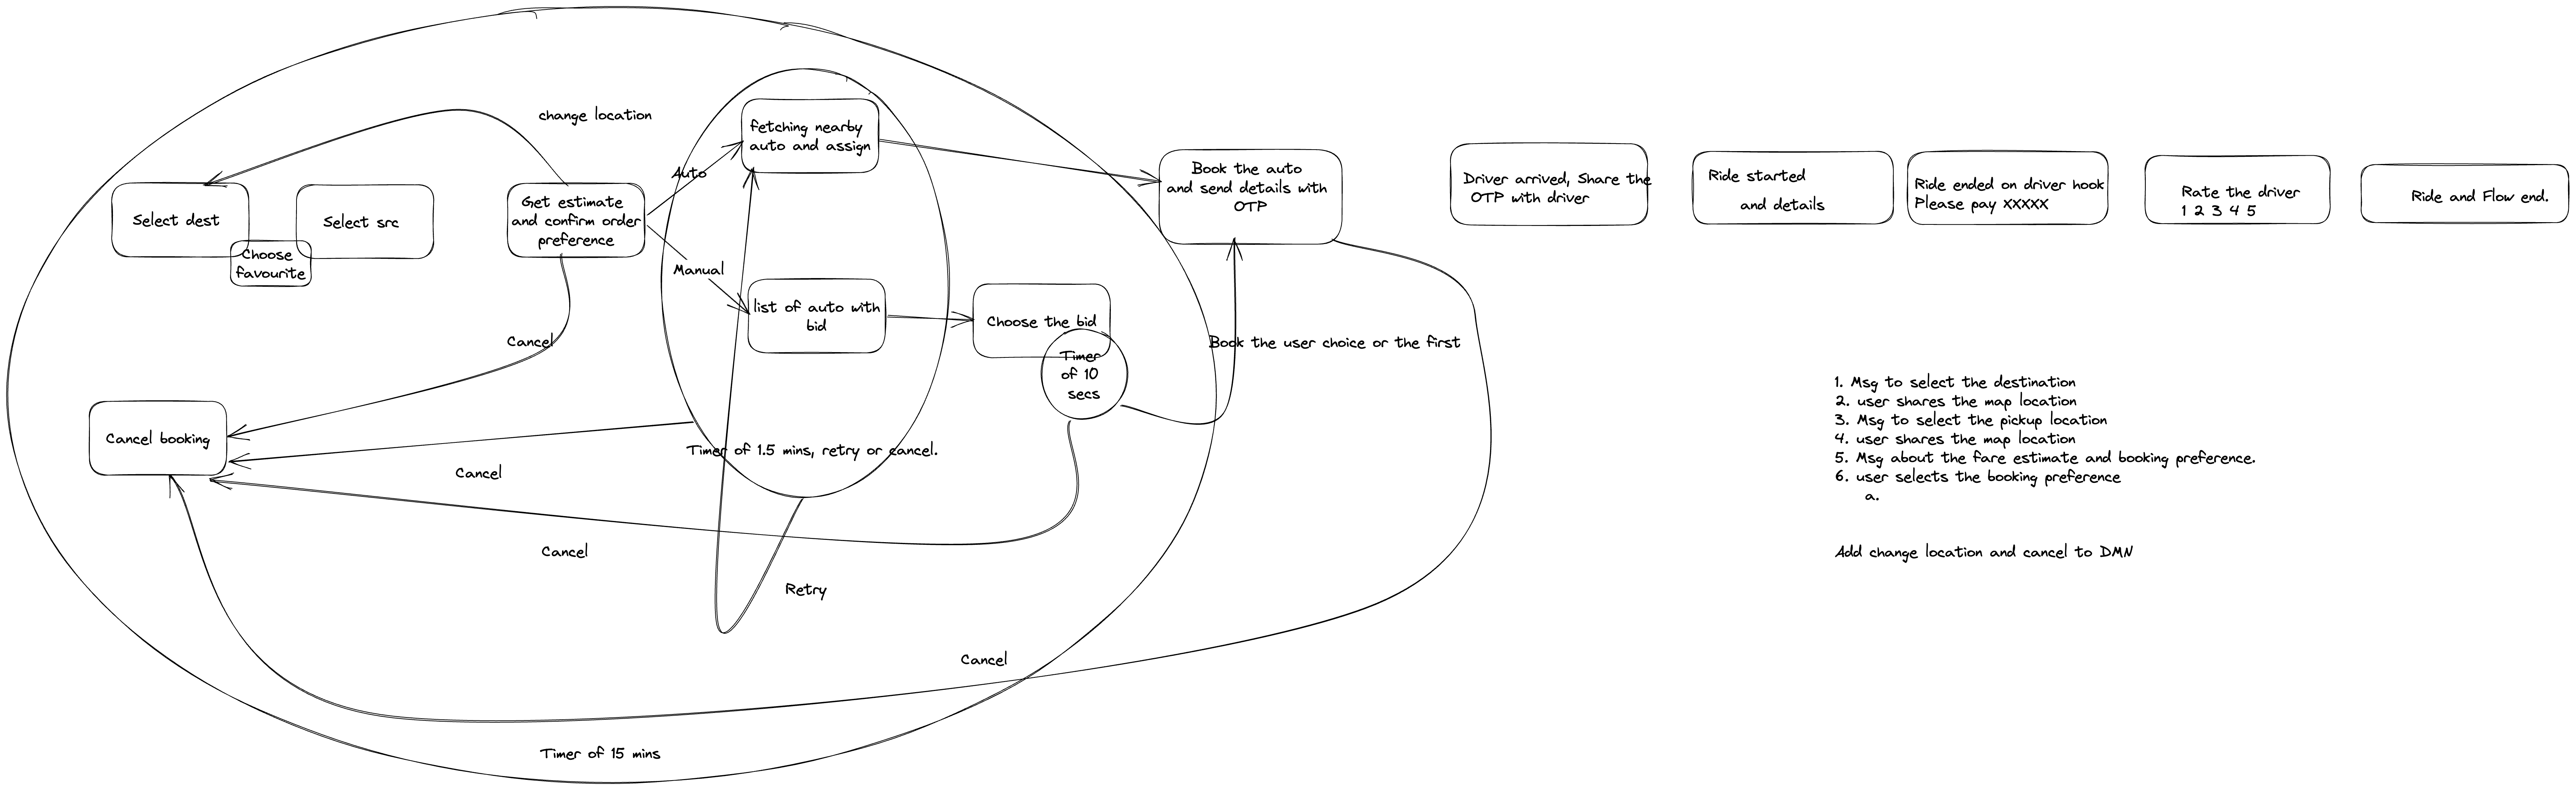 change location
fetching nearby
auto and assign
Auto
Select dest
Select src
Choose
favourite
Get estimate
and confirm order
preference
Manual
list of auto with
bid
Choose the bid
Timer
of 10
secs
Book the auto
and send details with
OTP
Book the user choice or the first
Cancel
Cancel booking
Timer of 1.5 mins, retry or cancel.
Cancel
Cancel
Retry
Cancel
Timer of 15 mins
Driver arrived, Share the
OTP with driver
Ride started
and details
Ride ended on driver hook
Please pay XXXXX
Rate the driver
1 2 3 4 5
Ride and Flow end.
1. Msg to select the destination
2. user shares the map location
3. Msg to select the pickup location
4. user shares the map location
5. Msg about the fare estimate and booking preference.
6. user selects the booking preference
a.
Add change location and cancel to DMN